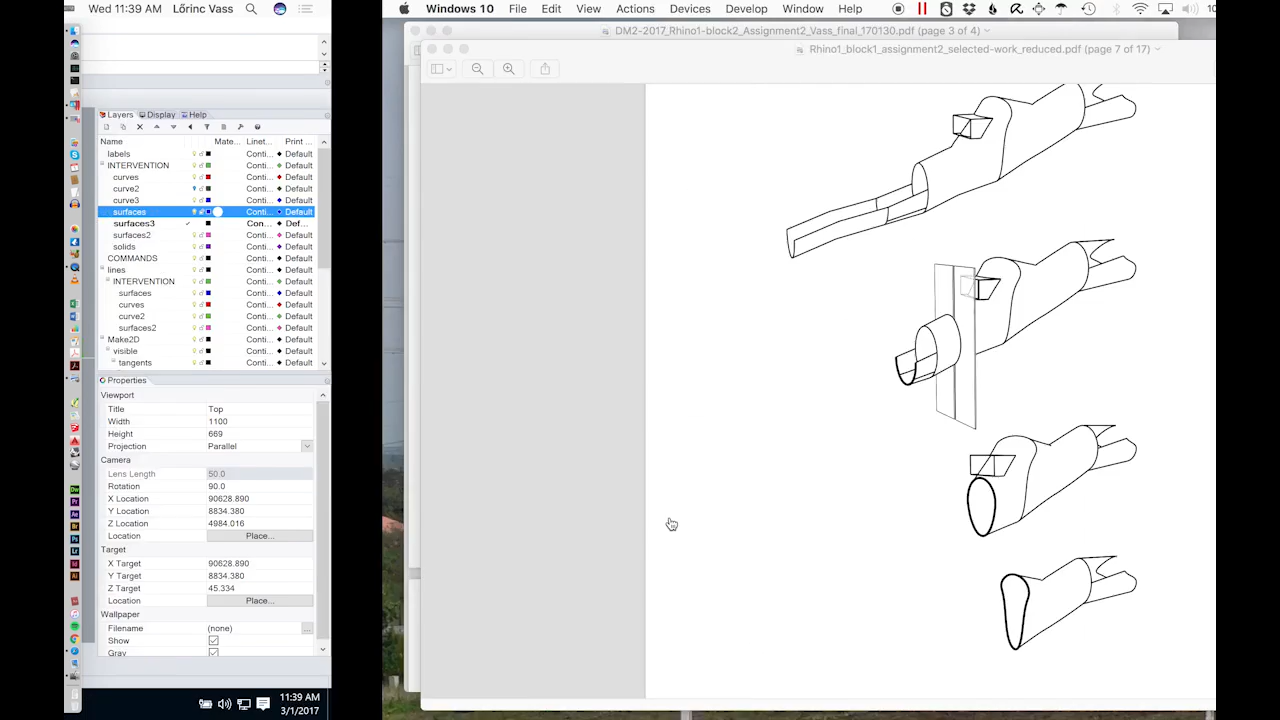 Wed 11:39 AM Lőrinc Vass
Windows 10 File Edit View Actions Devices Develop Window Help
DM2-2017_Rhino1-block2_Assignment2_Vass_final_170130.pdf (page 3 of 4)
Rhino1_block1_assignment2_selected-work_reduced.pdf (page 7 of 17)
Layers Display Help
Name Mate... Linet... Print ...
labels Conti... Default
INTERVENTION Conti... Default
curves Conti... Default
curve2 Conti... Default
curve3 Conti... Default
surfaces Conti... Default
surfaces3 Con... Def...
surfaces2 Conti... Default
solids Conti... Default
COMMANDS Conti... Default
lines Conti... Default
INTERVENTION Conti... Default
surfaces Conti... Default
curves Conti... Default
curve2 Conti... Default
surfaces2 Conti... Default
Make2D Conti... Default
visible Conti... Default
tangents Conti... Default
Properties
Viewport
Title Top
Width 1100
Height 669
Projection Parallel
Camera
Lens Length 50.0
Rotation 90.0
X Location 90628.890
Y Location 8834.380
Z Location 4984.016
Location Place...
Target
X Target 90628.890
Y Target 8834.380
Z Target 45.334
Location Place...
Wallpaper
Filename (none) ...
Show
Gray
11:39 AM
3/1/2017